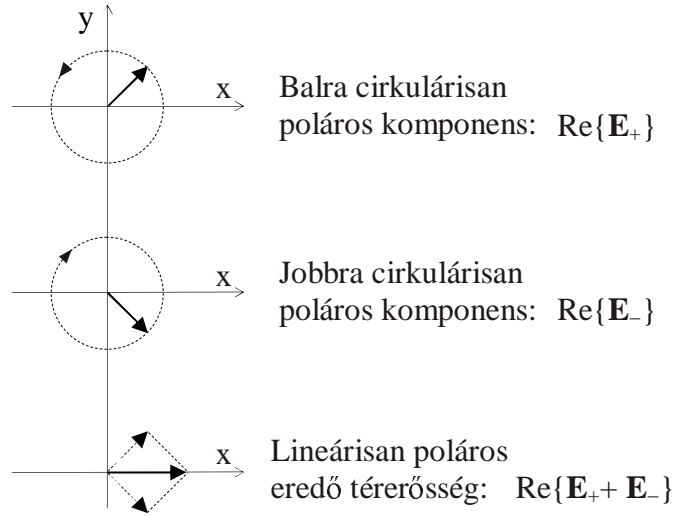 y
x
Balra cirkulárisan
poláros komponens: Re{E₊}
x
Jobbra cirkulárisan
poláros komponens: Re{E₋}
x
Lineárisan poláros
eredő térerősség: Re{E₊+ E₋}